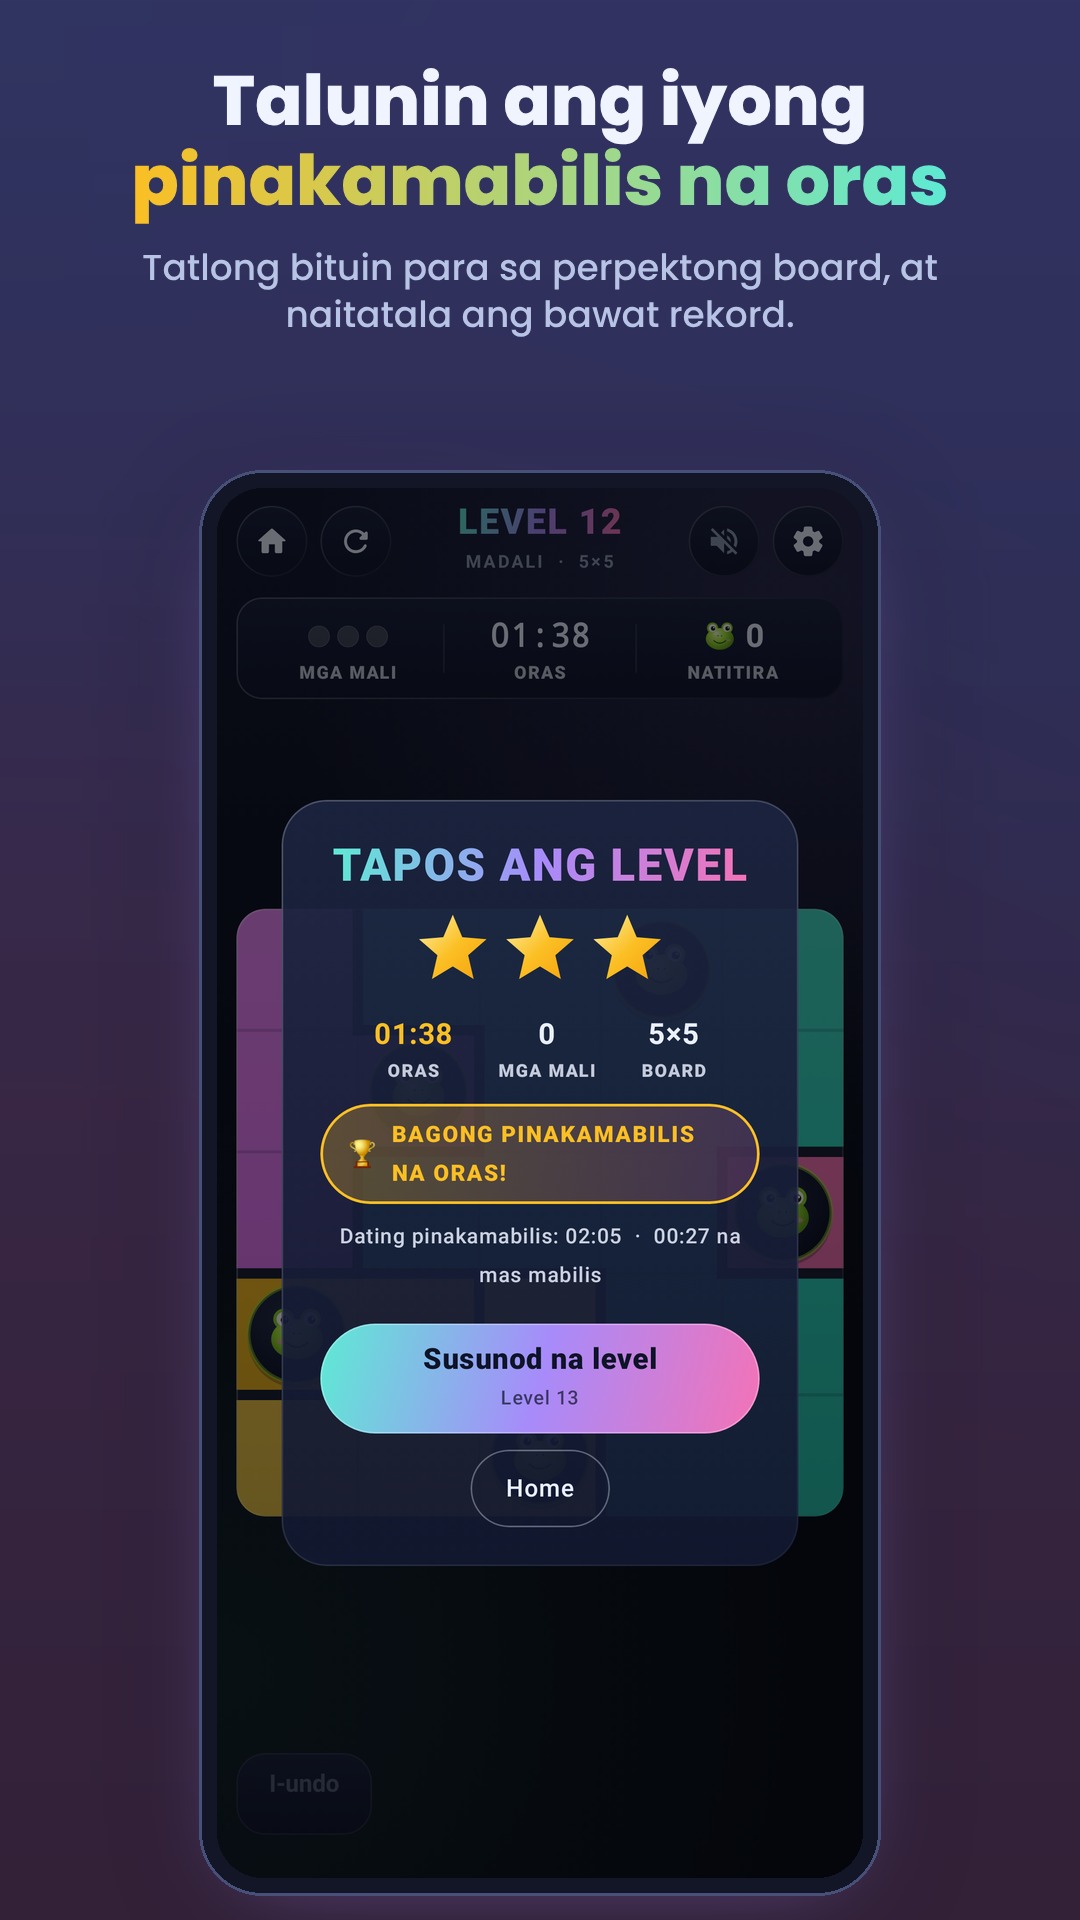 Talunin ang iyong
pinakamabilis na oras
Tatlong bituin para sa perpektong board, at
naitatala ang bawat rekord.
LEVEL 12
MADALI · 5×5
01:38
0
MGA MALI
ORAS
NATITIRA
TAPOS ANG LEVEL
01:38
0
5×5
ORAS
MGA MALI
BOARD
BAGONG PINAKAMABILIS
NA ORAS!
Dating pinakamabilis: 02:05 · 00:27 na
mas mabilis
Susunod na level
Level 13
Home
I-undo